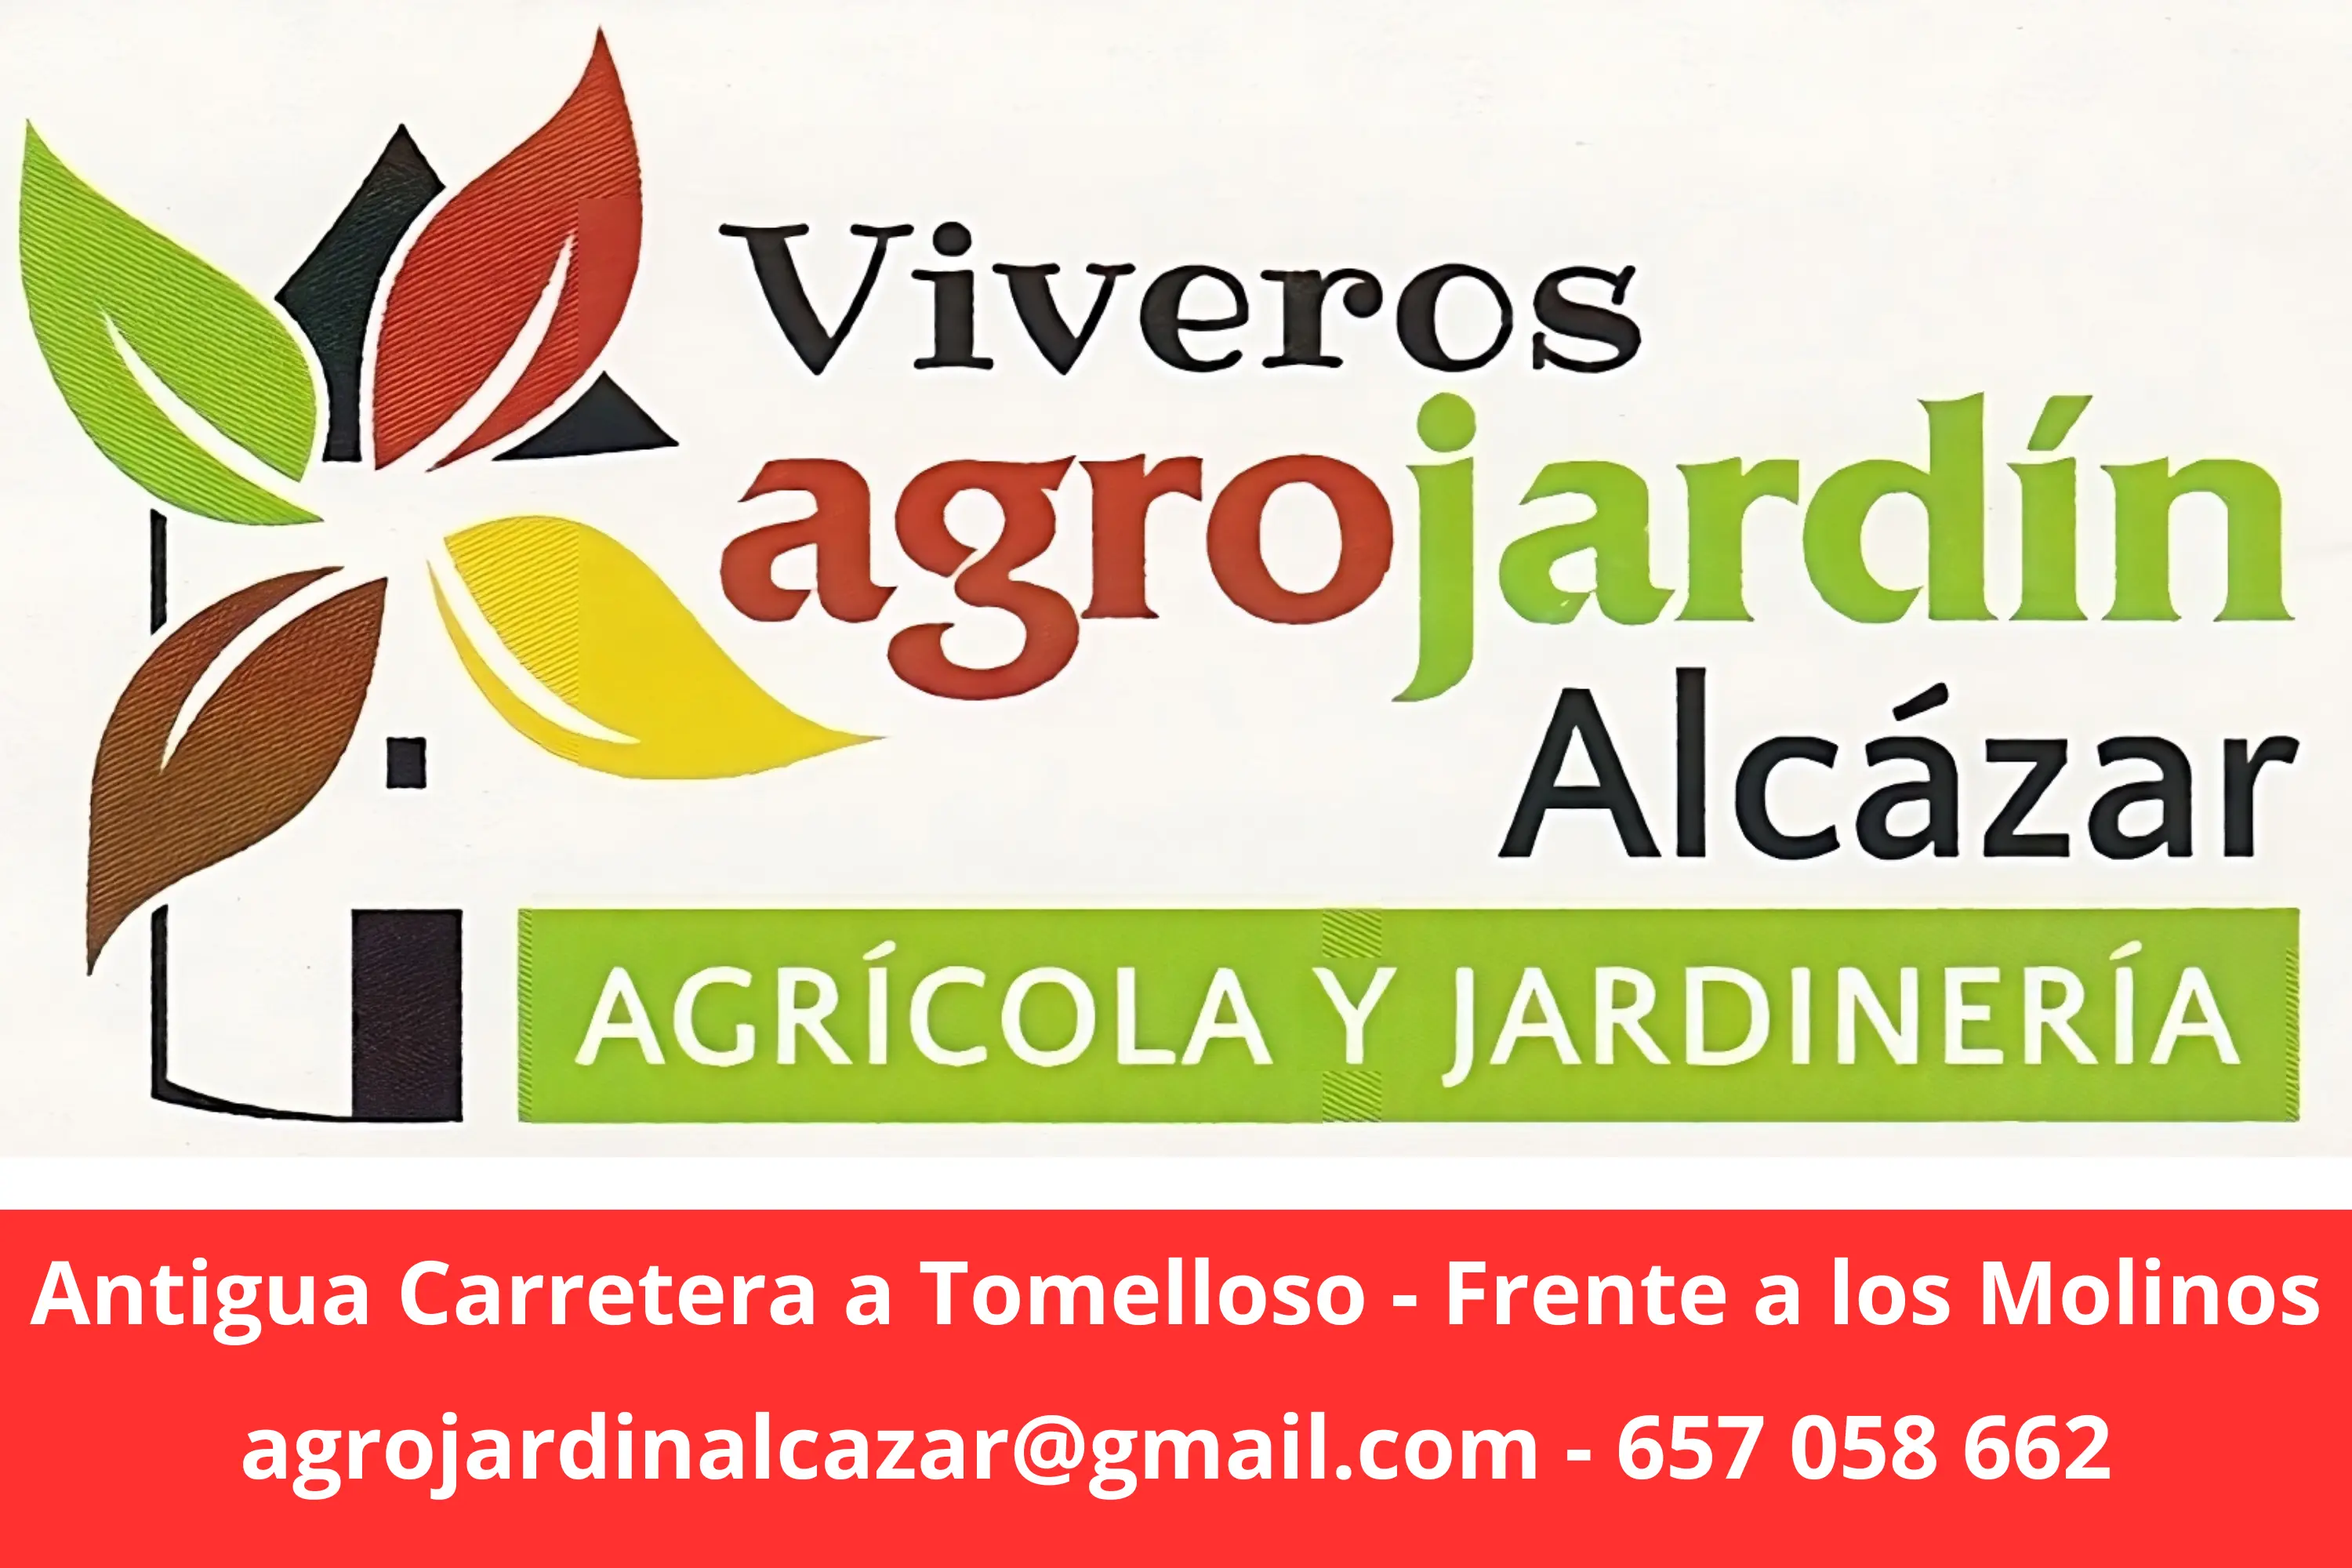 Viveros
agrojardín
Alcázar
AGRÍCOLA Y JARDINERÍA
Antigua Carretera a Tomelloso - Frente a los Molinos
agrojardinalcazar@gmail.com - 657 058 662